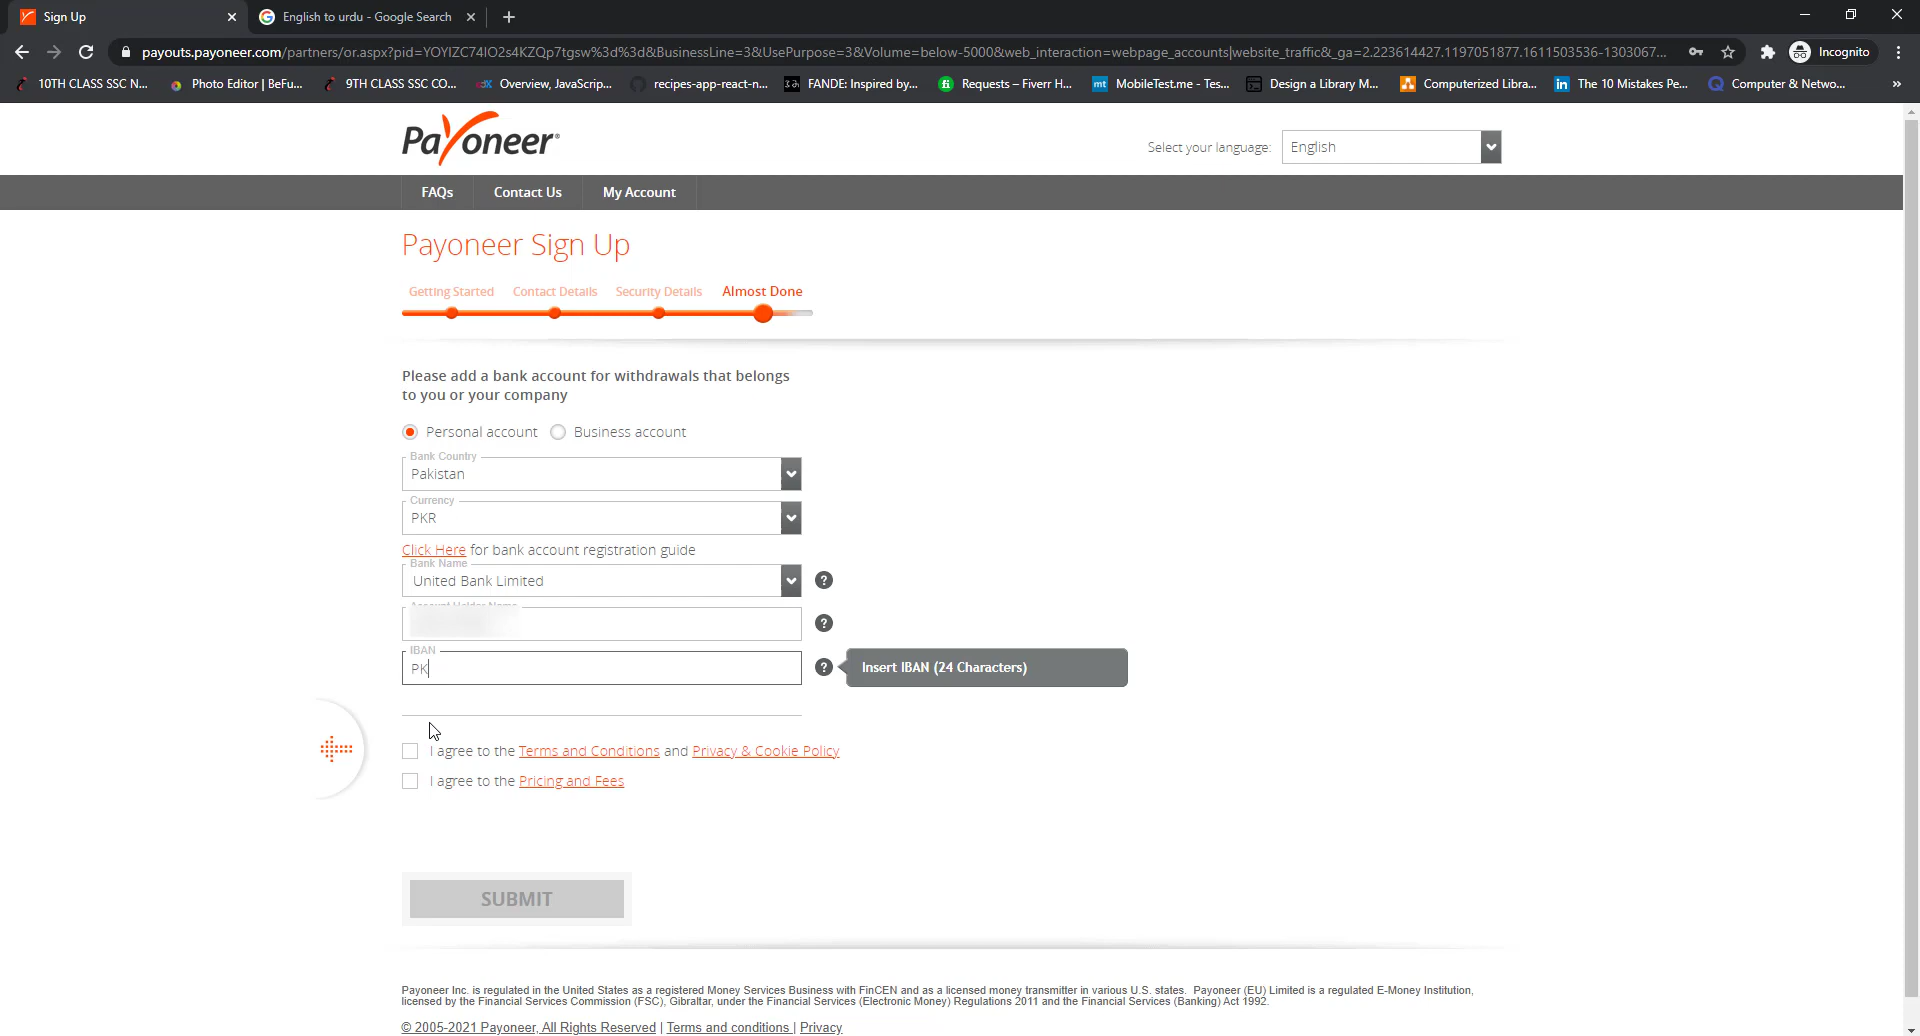 Sign Up
English to urdu - Google Search
payouts.payoneer.com/partners/or.aspx?pid=YOYIZC74IO2s4KZQp7tgsw%3d%3d&BusinessLine=3&UsePurpose=3&Volume=below-5000&web_interaction=webpage_accounts|website_traffic&_ga=2.223614427.1197051877.1611503536-1303067...
Incognito
10TH CLASS SSC N...
Photo Editor | BeFu...
9TH CLASS SSC CO...
Overview, JavaScrip...
recipes-app-react-n...
FANDE: Inspired by...
Requests – Fiverr H...
MobileTest.me - Tes...
Design a Library M...
Computerized Libra...
The 10 Mistakes Pe...
Computer & Netwo...
Payoneer
Select your language:
English
FAQs
Contact Us
My Account
Payoneer Sign Up
Getting Started
Contact Details
Security Details
Almost Done
Please add a bank account for withdrawals that belongs
to you or your company
Personal account
Business account
Bank Country
Pakistan
Currency
PKR
Click Here for bank account registration guide
Bank Name
United Bank Limited
?
Account Holder Name
?
IBAN
PK
?
Insert IBAN (24 Characters)
I agree to the Terms and Conditions and Privacy & Cookie Policy
I agree to the Pricing and Fees
SUBMIT
Payoneer Inc. is regulated in the United States as a registered Money Services Business with FinCEN and as a licensed money transmitter in various U.S. states. Payoneer (EU) Limited is a regulated E-Money Institution,
licensed by the Financial Services Commission (FSC), Gibraltar, under the Financial Services (Electronic Money) Regulations 2011 and the Financial Services (Banking) Act 1992.
© 2005-2021 Payoneer, All Rights Reserved | Terms and conditions | Privacy